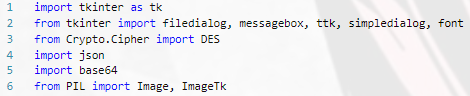 1 import tkinter as tk
2 from tkinter import filedialog, messagebox, ttk, simpledialog, font
3 from Crypto.Cipher import DES
4 import json
5 import base64
6 from PIL import Image, ImageTk